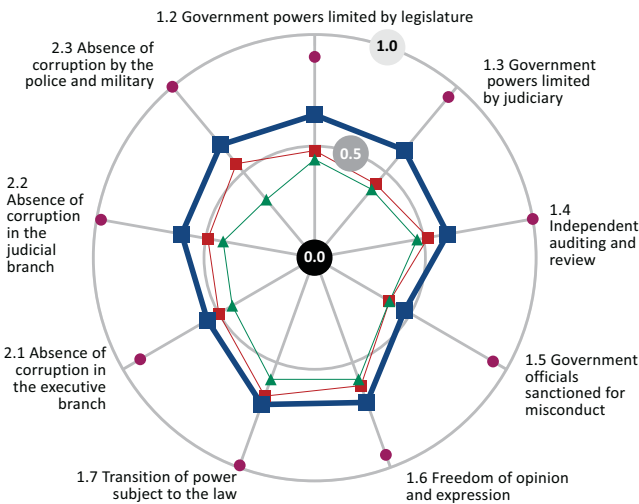 1.2 Government powers limited by legislature
1.0
1.3 Government
powers limited
by judiciary
0.5
1.4
Independent
auditing and
review
0.0
1.5 Government
officials
sanctioned for
misconduct
1.6 Freedom of opinion
and expression
1.7 Transition of power
subject to the law
2.1 Absence of
corruption in
the executive
branch
2.2
Absence of
corruption
in the
judicial
branch
2.3 Absence of
corruption by the
police and military